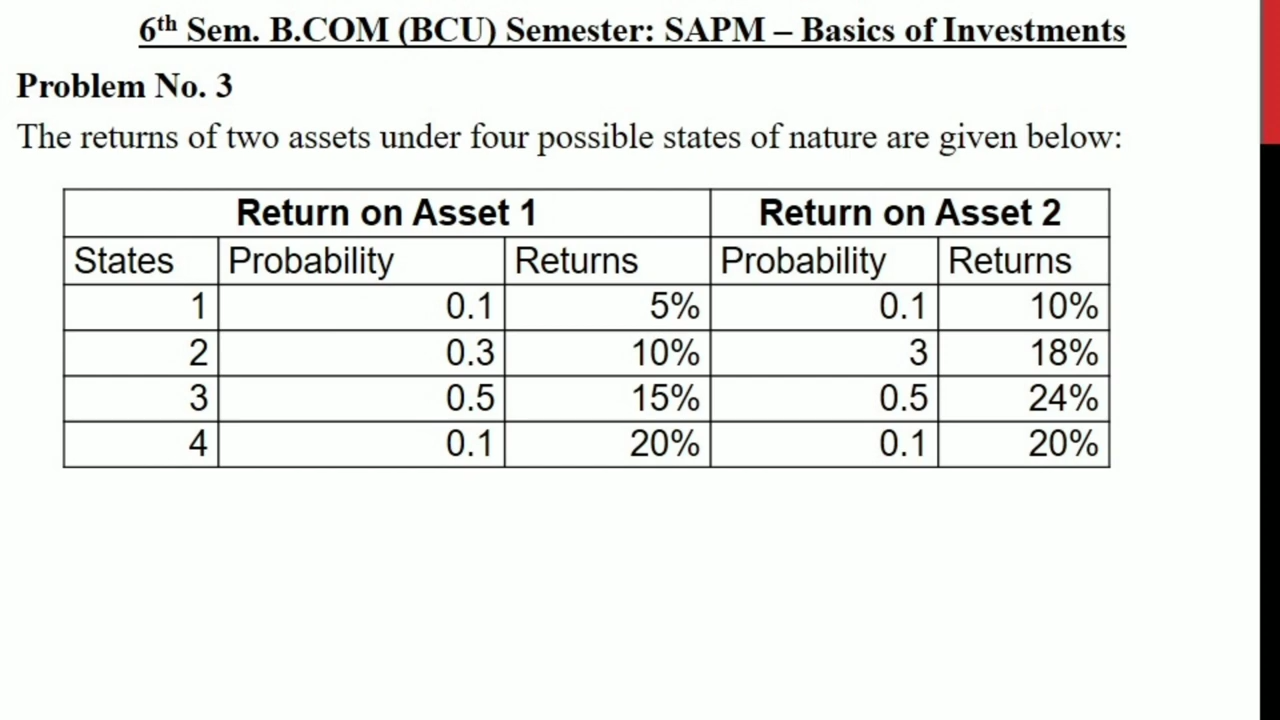 6th Sem. B.COM (BCU) Semester: SAPM – Basics of Investments
Problem No. 3
The returns of two assets under four possible states of nature are given below:
Return on Asset 1 Return on Asset 2
States Probability Returns Probability Returns
1 0.1 5% 0.1 10%
2 0.3 10% 3 18%
3 0.5 15% 0.5 24%
4 0.1 20% 0.1 20%